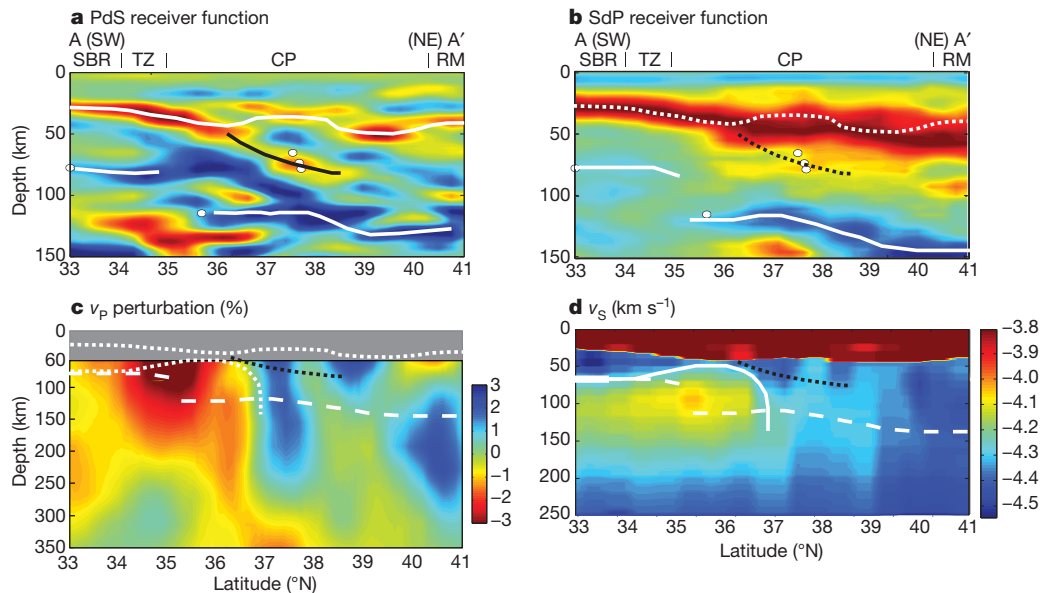 a PdS receiver function
A (SW) (NE) A′
SBR TZ CP RM
0
50
100
150
Depth (km)
33 34 35 36 37 38 39 40 41
b SdP receiver function
A (SW) (NE) A′
SBR TZ CP RM
0
50
100
150
Depth (km)
33 34 35 36 37 38 39 40 41
c vP perturbation (%)
0
60
100
150
200
250
300
350
Depth (km)
33 34 35 36 37 38 39 40 41
Latitude (°N)
3
2
1
0
−1
−2
−3
d vS (km s−1)
0
50
100
150
200
250
33 34 35 36 37 38 39 40 41
Latitude (°N)
−3.8
−3.9
−4.0
−4.1
−4.2
−4.3
−4.4
−4.5